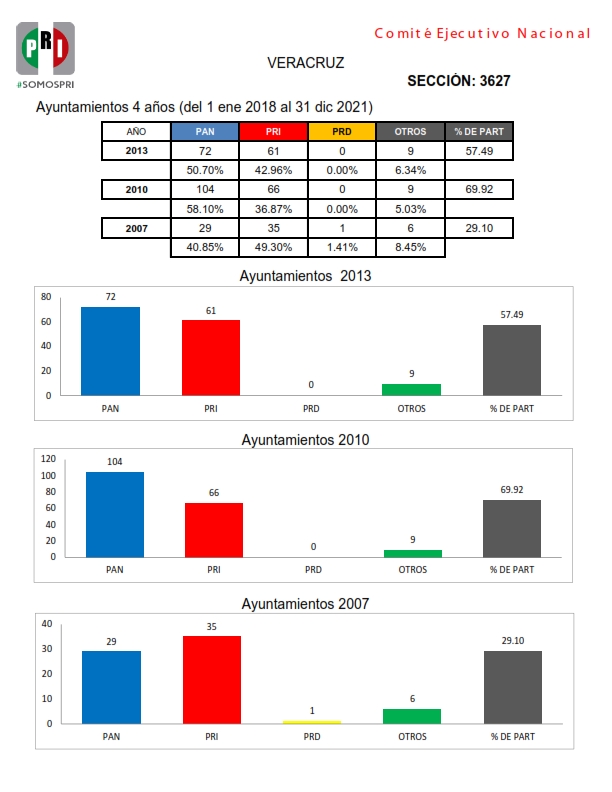 Comité Ejecutivo Nacional
PRI
#SOMOSPRI
VERACRUZ
SECCIÓN: 3627
Ayuntamientos 4 años (del 1 ene 2018 al 31 dic 2021)
AÑO PAN PRI PRD OTROS % DE PART
2013 72 61 0 9 57.49
50.70% 42.96% 0.00% 6.34%
2010 104 66 0 9 69.92
58.10% 36.87% 0.00% 5.03%
2007 29 35 1 6 29.10
40.85% 49.30% 1.41% 8.45%
Ayuntamientos 2013
80
60
40
20
0
72 61 0 9 57.49
PAN PRI PRD OTROS % DE PART
Ayuntamientos 2010
120
100
80
60
40
20
0
104 66 0 9 69.92
PAN PRI PRD OTROS % DE PART
Ayuntamientos 2007
40
30
20
10
0
29 35 1 6 29.10
PAN PRI PRD OTROS % DE PART